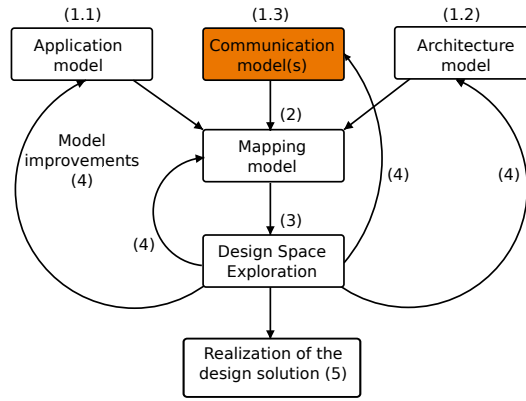 (1.1)
(1.3)
(1.2)
Application
model
Communication
model(s)
Architecture
model
(2)
Model
improvements
(4)
Mapping
model
(4)
(4)
(3)
(4)
Design Space
Exploration
Realization of the
design solution (5)